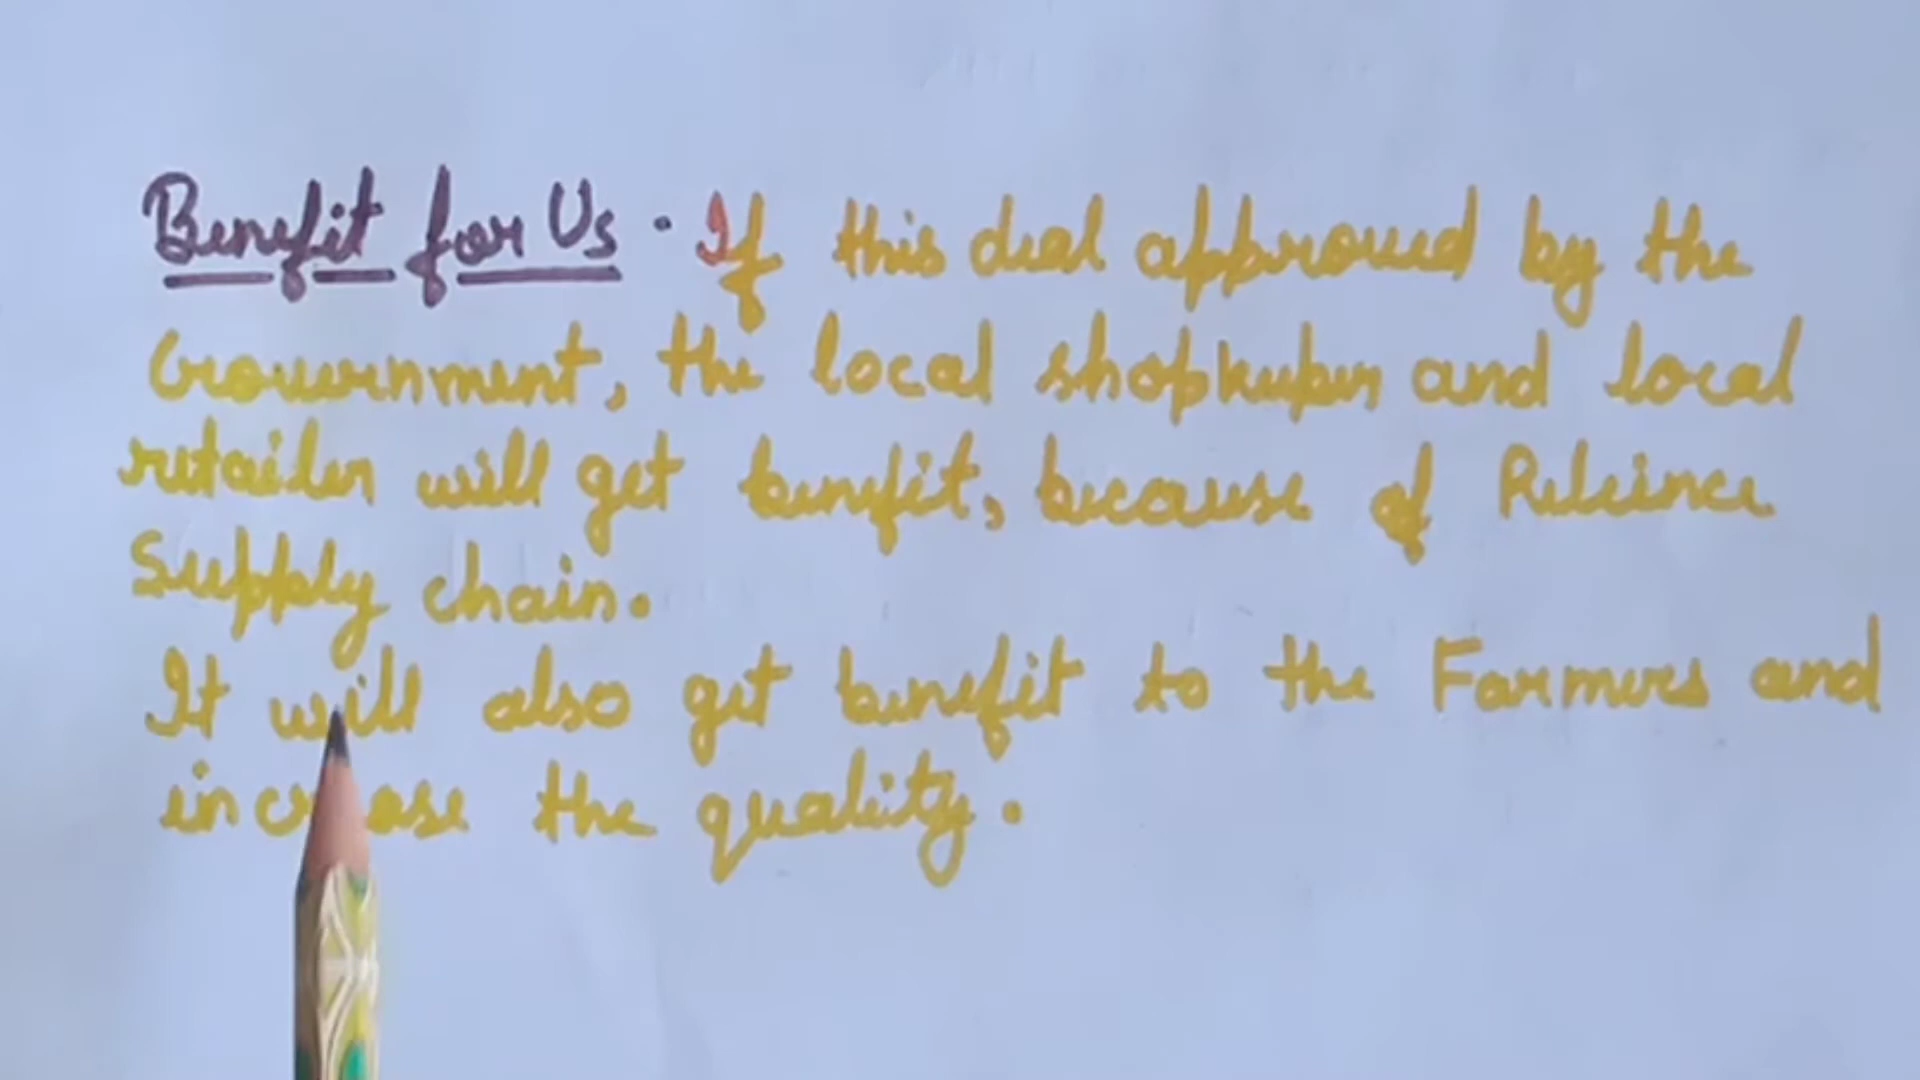 Benefit for Us · If this deal approved by the
Government, the local shopkeeper and local
retailer will get benefit, because of Releince
Supply chain.
It will also get benefit to the Farmers and
increase the quality.